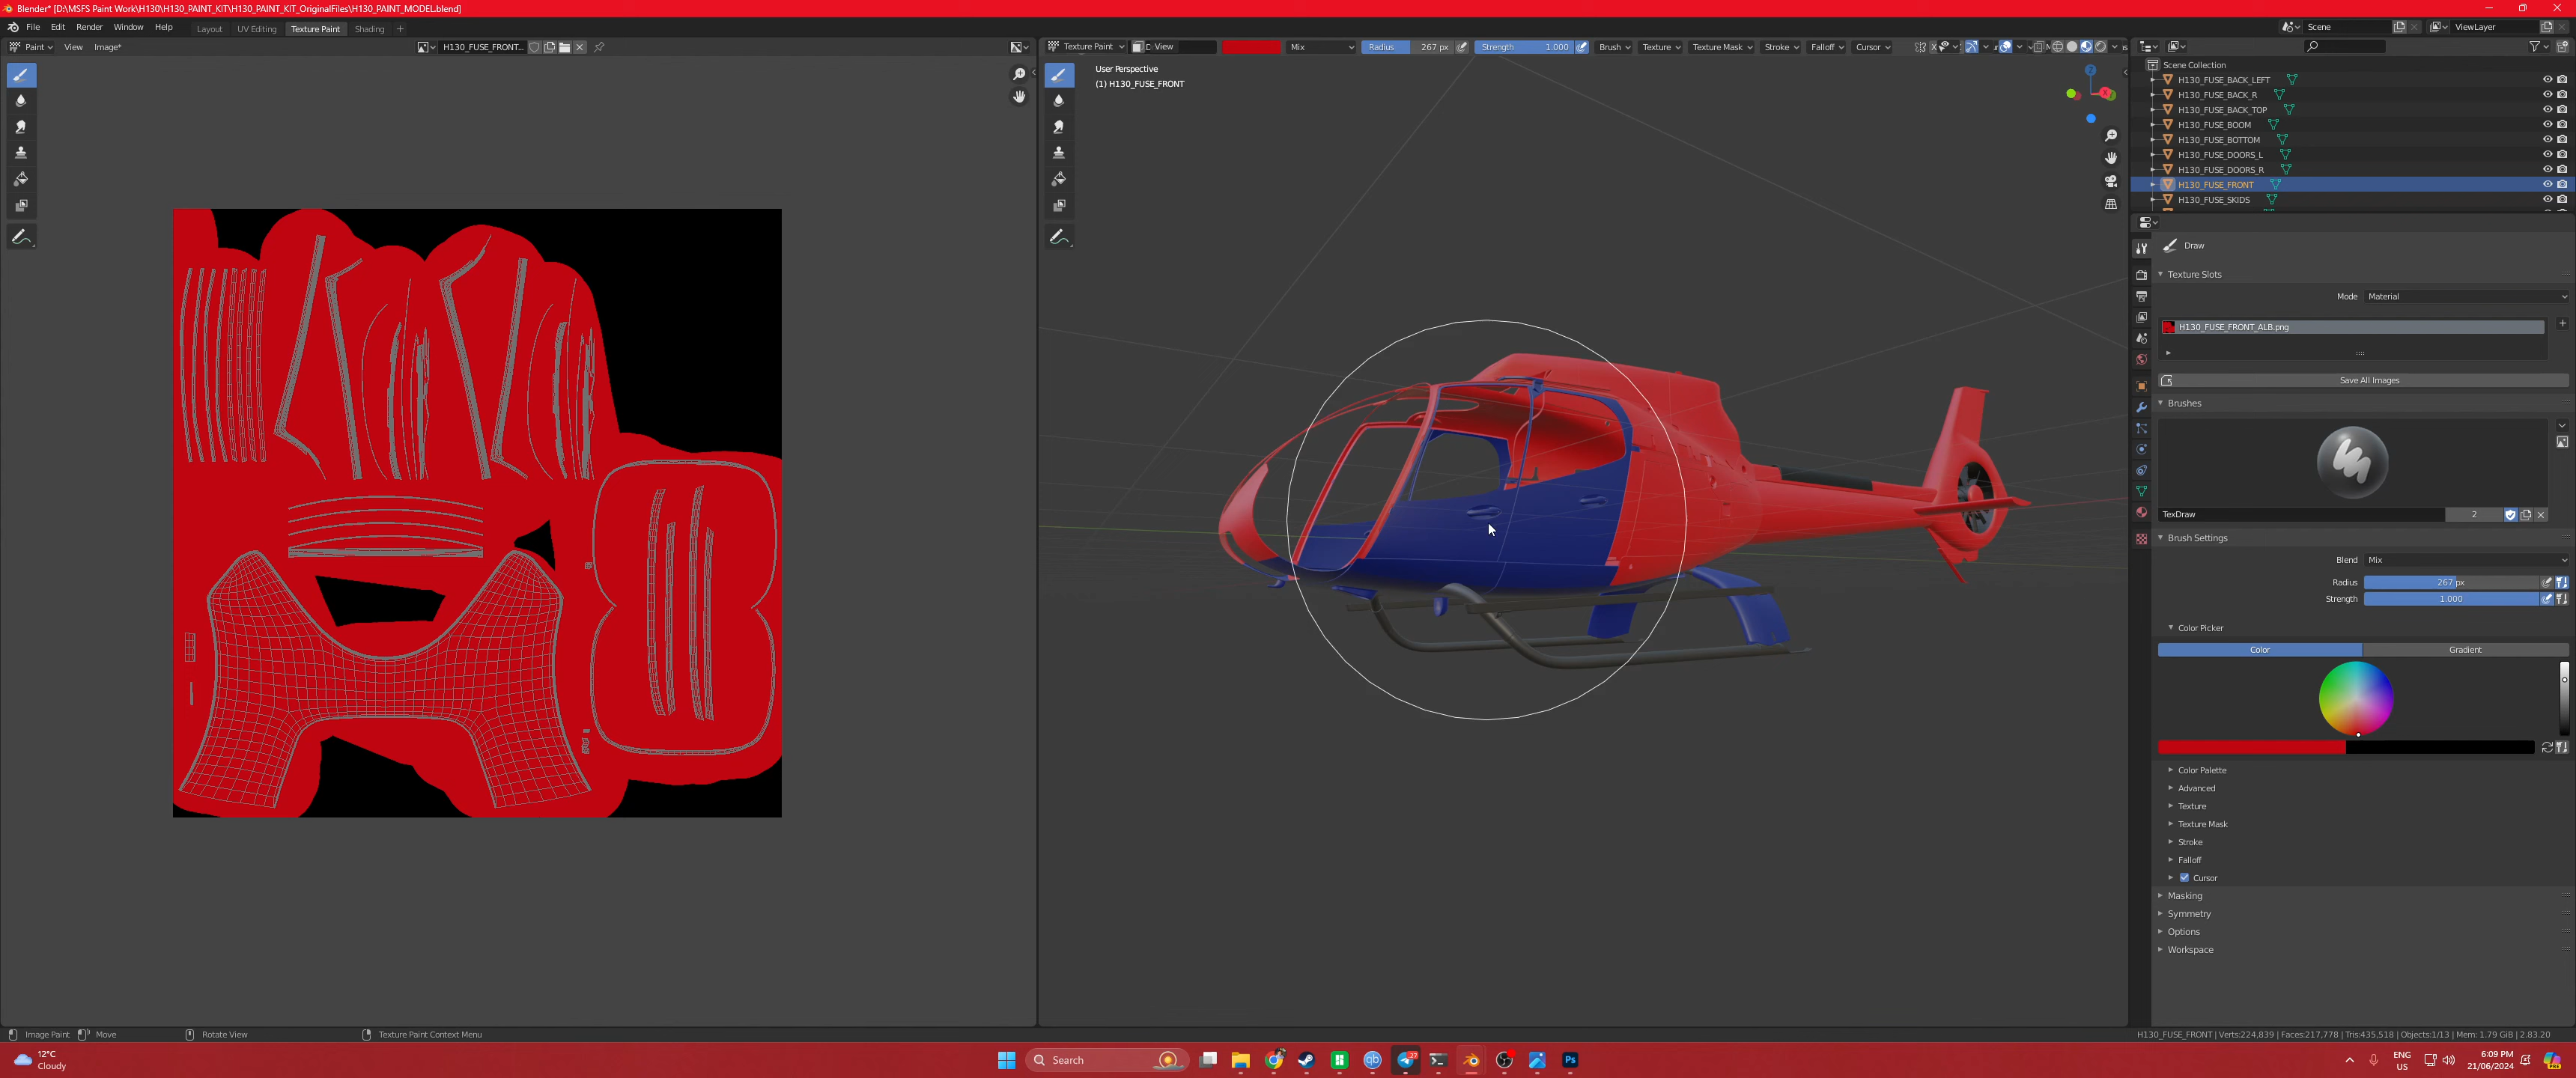 Blender* [D:\MSFS Paint Work\H130\H130_PAINT_KIT\H130_PAINT_KIT_OriginalFiles\H130_PAINT_MODEL.blend]
File Edit Render Window Help Layout UV Editing Texture Paint Shading + Scene ViewLayer
Paint View Image* H130_FUSE_FRONT... Texture Paint View Mix Radius 267 px Strength 1.000 Brush Texture Texture Mask Stroke Falloff Cursor
User Perspective
(1) H130_FUSE_FRONT
Z
X
Scene Collection
H130_FUSE_BACK_LEFT
H130_FUSE_BACK_R
H130_FUSE_BACK_TOP
H130_FUSE_BOOM
H130_FUSE_BOTTOM
H130_FUSE_DOORS_L
H130_FUSE_DOORS_R
H130_FUSE_FRONT
H130_FUSE_SKIDS
Draw
Texture Slots
Mode Material
H130_FUSE_FRONT_ALB.png
Save All Images
Brushes
TexDraw 2
Brush Settings
Blend Mix
Radius 267 px
Strength 1.000
Color Picker
Color Gradient
Color Palette
Advanced
Texture
Texture Mask
Stroke
Falloff
Cursor
Masking
Symmetry
Options
Workspace
Image Paint Move Rotate View Texture Paint Context Menu H130_FUSE_FRONT | Verts:224,839 | Faces:217,778 | Tris:435,518 | Objects:1/13 | Mem: 1.79 GiB | 2.83.20
12°C
Cloudy
Search
qb
27
Ps
ENG
US
6:09 PM
21/06/2024